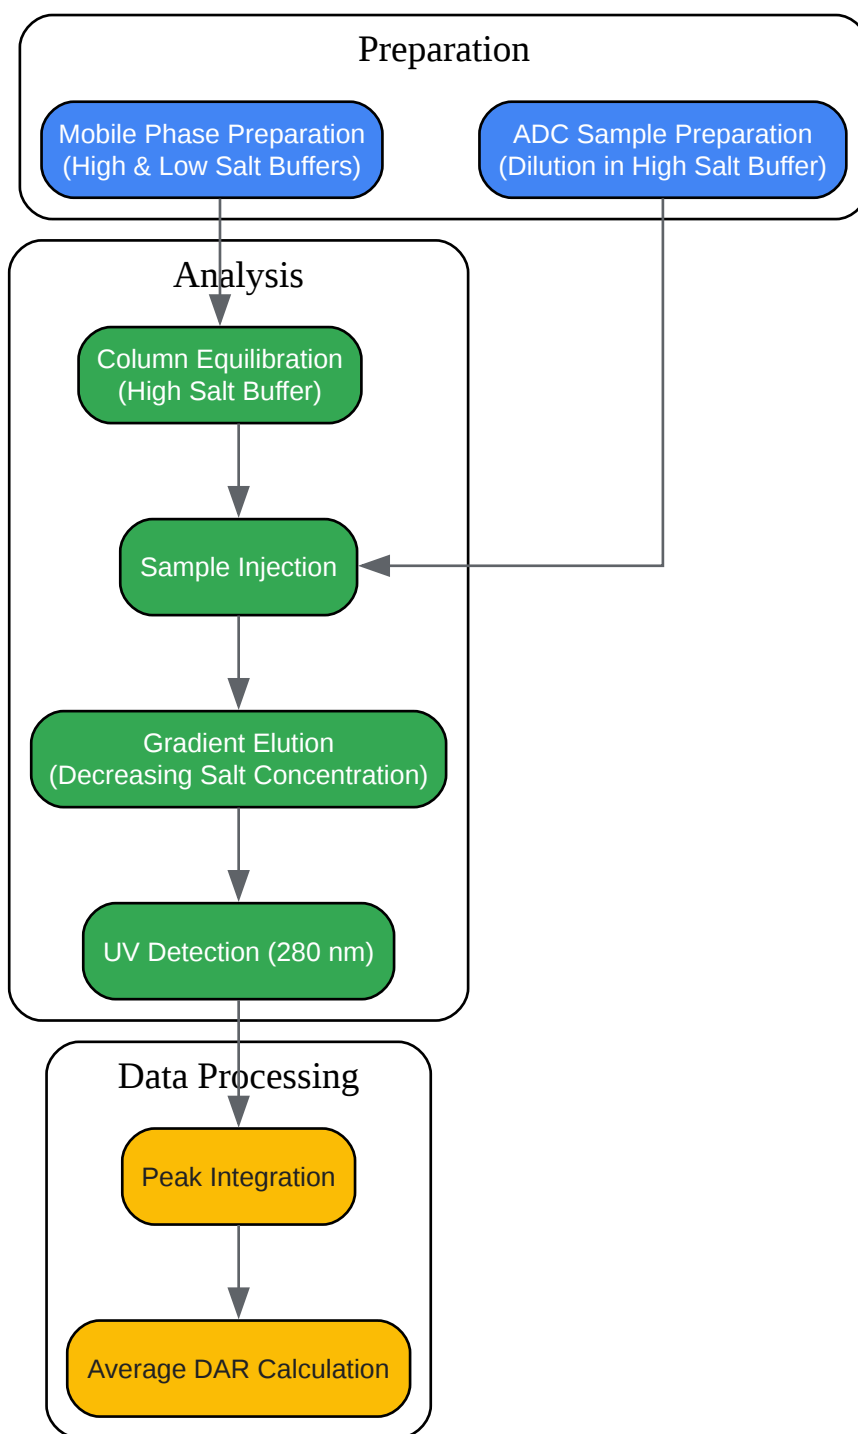 Preparation
Mobile Phase Preparation
(High & Low Salt Buffers)
ADC Sample Preparation
(Dilution in High Salt Buffer)
Analysis
Column Equilibration
(High Salt Buffer)
Sample Injection
Gradient Elution
(Decreasing Salt Concentration)
UV Detection (280 nm)
Data Processing
Peak Integration
Average DAR Calculation